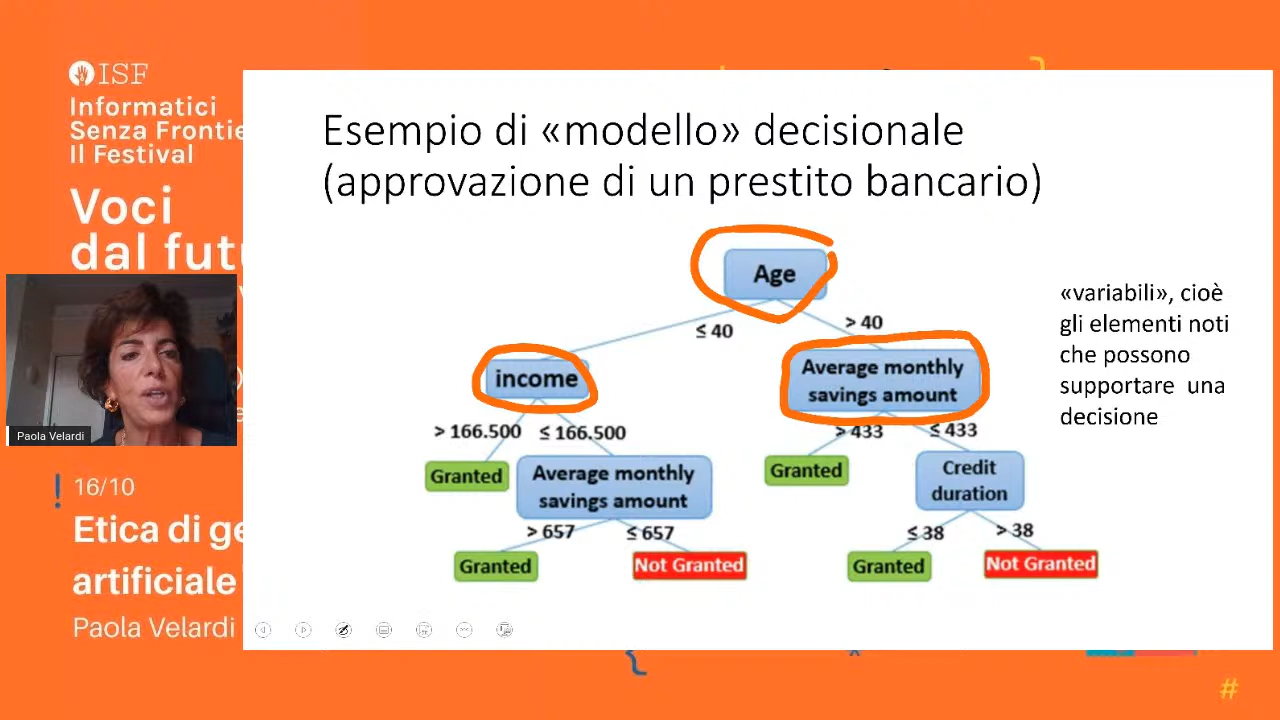 ISF
Informatici
Senza Frontie
Il Festival
Voci
dal futu
Paola Velardi
16/10
Etica di ge
artificiale
Paola Velardi
Esempio di «modello» decisionale
(approvazione di un prestito bancario)
Age
≤ 40
> 40
income
Average monthly
savings amount
> 166.500
≤ 166.500
> 433
≤ 433
Granted
Average monthly
savings amount
Granted
Credit
duration
> 657
≤ 657
≤ 38
> 38
Granted
Not Granted
Granted
Not Granted
«variabili», cioè
gli elementi noti
che possono
supportare una
decisione
#